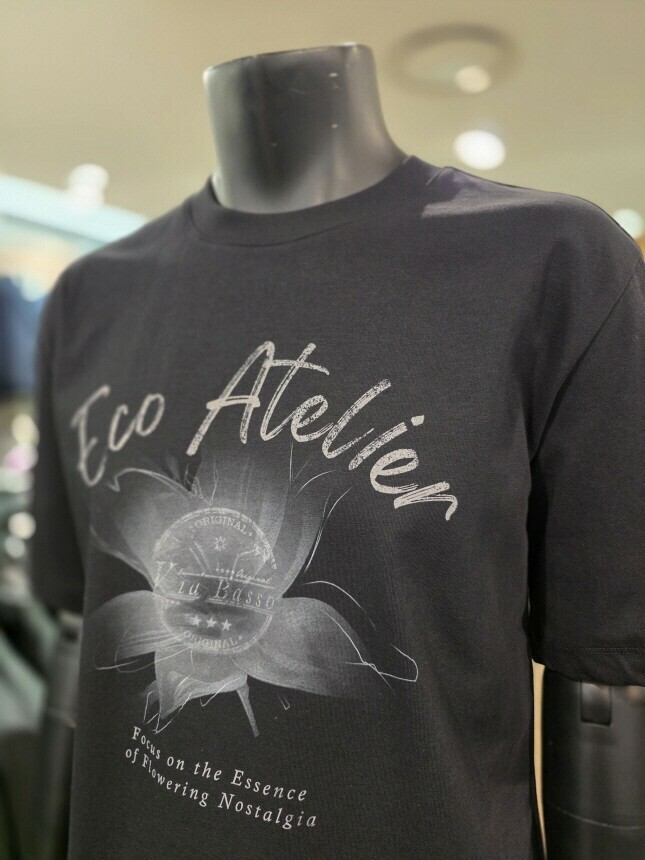 Eco Atelier
ORIGINAL
Via Basso
ORIGINAL
Focus on the Essence
of Flowering Nostalgia